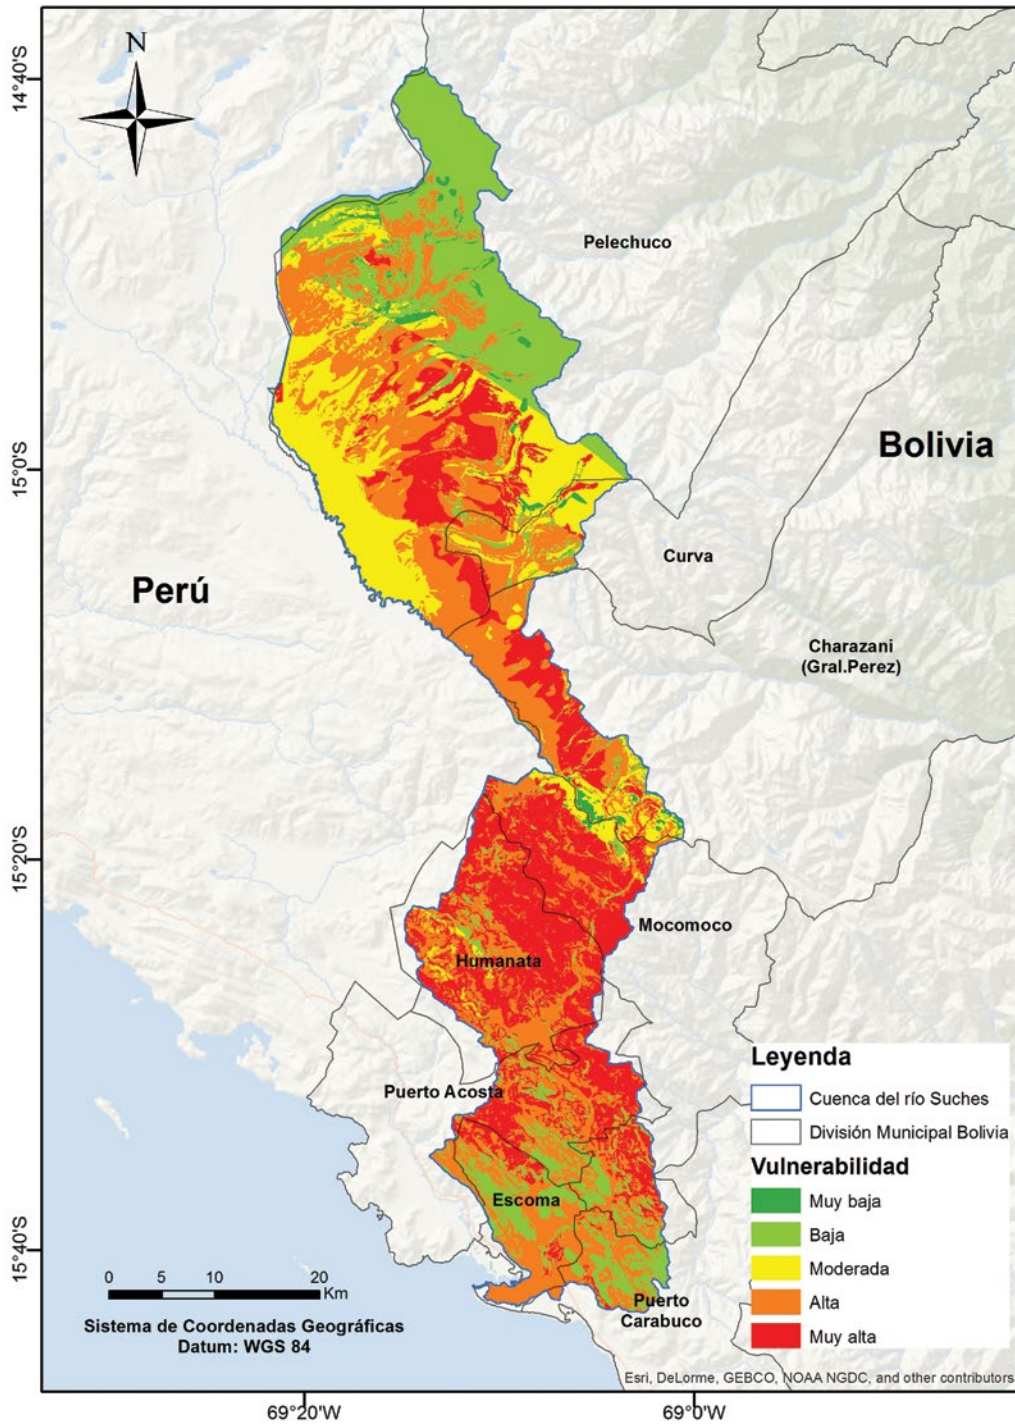 N
14°40'S
15°0'S
15°20'S
15°40'S
Pelechuco
Bolivia
Curva
Perú
Charazani
(Gral.Perez)
Mocomoco
Humanata
Puerto Acosta
Escoma
Puerto
Carabuco
Leyenda
Cuenca del río Suches
División Municipal Bolivia
Vulnerabilidad
Muy baja
Baja
Moderada
Alta
Muy alta
0 5 10 20
Km
Sistema de Coordenadas Geográficas
Datum: WGS 84
Esri, DeLorme, GEBCO, NOAA NGDC, and other contributors
69°20'W
69°0'W